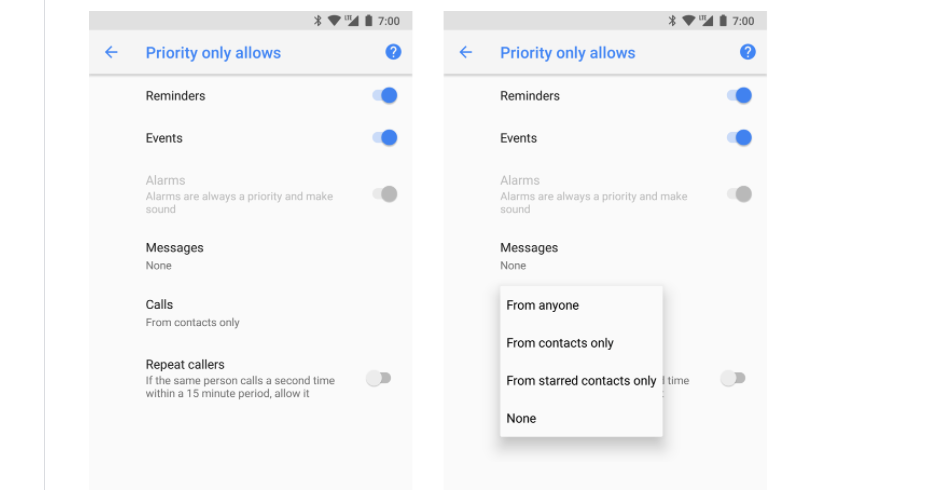 LTE 7:00
Priority only allows ?
Reminders
Events
Alarms
Alarms are always a priority and make
sound
Messages
None
Calls
From contacts only
Repeat callers
If the same person calls a second time
within a 15 minute period, allow it
LTE 7:00
Priority only allows ?
Reminders
Events
Alarms
Alarms are always a priority and make
sound
Messages
None
From anyone
From contacts only
From starred contacts only
time
None